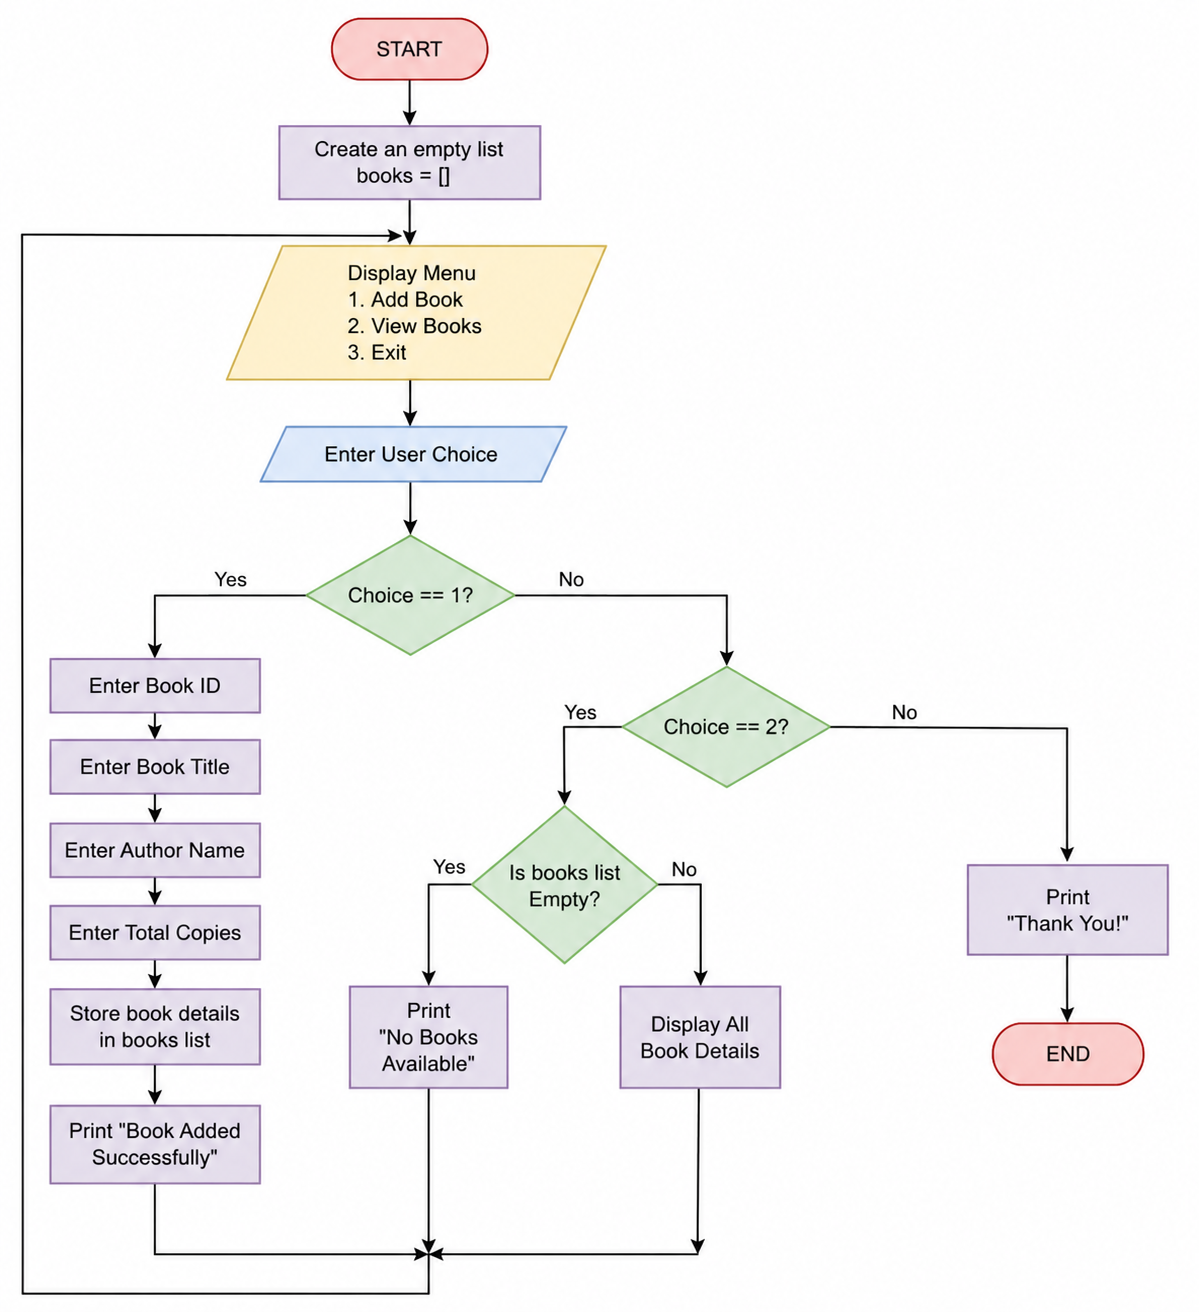 START
Create an empty list
books = []
Display Menu
1. Add Book
2. View Books
3. Exit
Enter User Choice
Choice == 1?
Yes
No
Enter Book ID
Enter Book Title
Enter Author Name
Enter Total Copies
Store book details
in books list
Print "Book Added
Successfully"
Choice == 2?
Yes
No
Is books list
Empty?
Yes
No
Print
"No Books
Available"
Display All
Book Details
Print
"Thank You!"
END